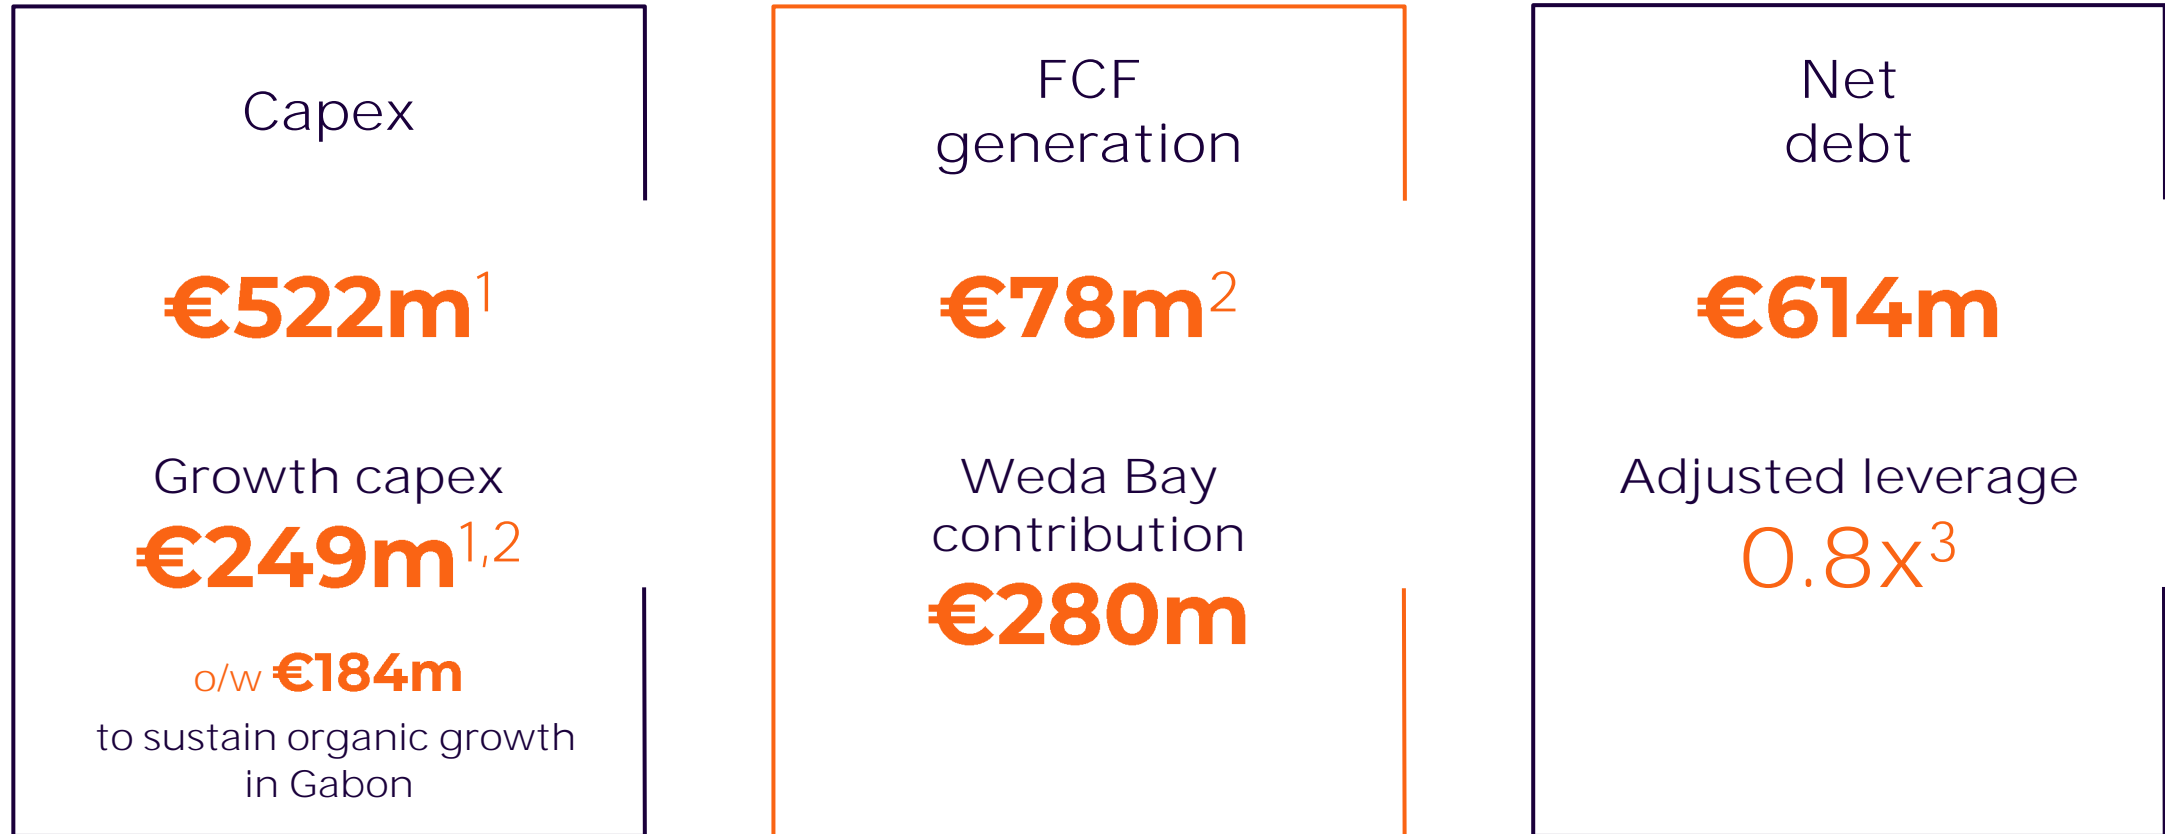 Capex
€522m1
Growth capex
€249m1,2
o/w €184m
to sustain organic growth
in Gabon
FCF
generation
€78m2
Weda Bay
contribution
€280m
Net
debt
€614m
Adjusted leverage
0.8x3